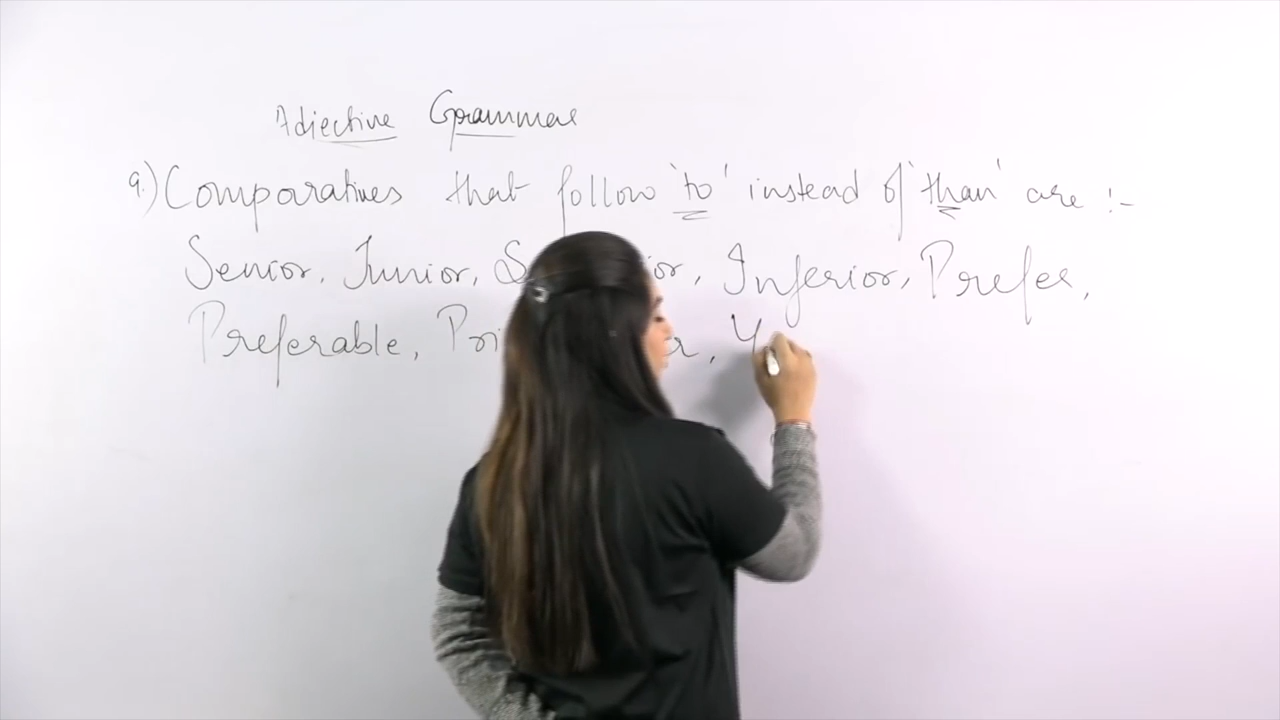 Adjective Grammar
9.) Comparatives that follow 'to' instead of 'than' are :-
Senior, Junior, Inferior, Prefer,
Preferable,